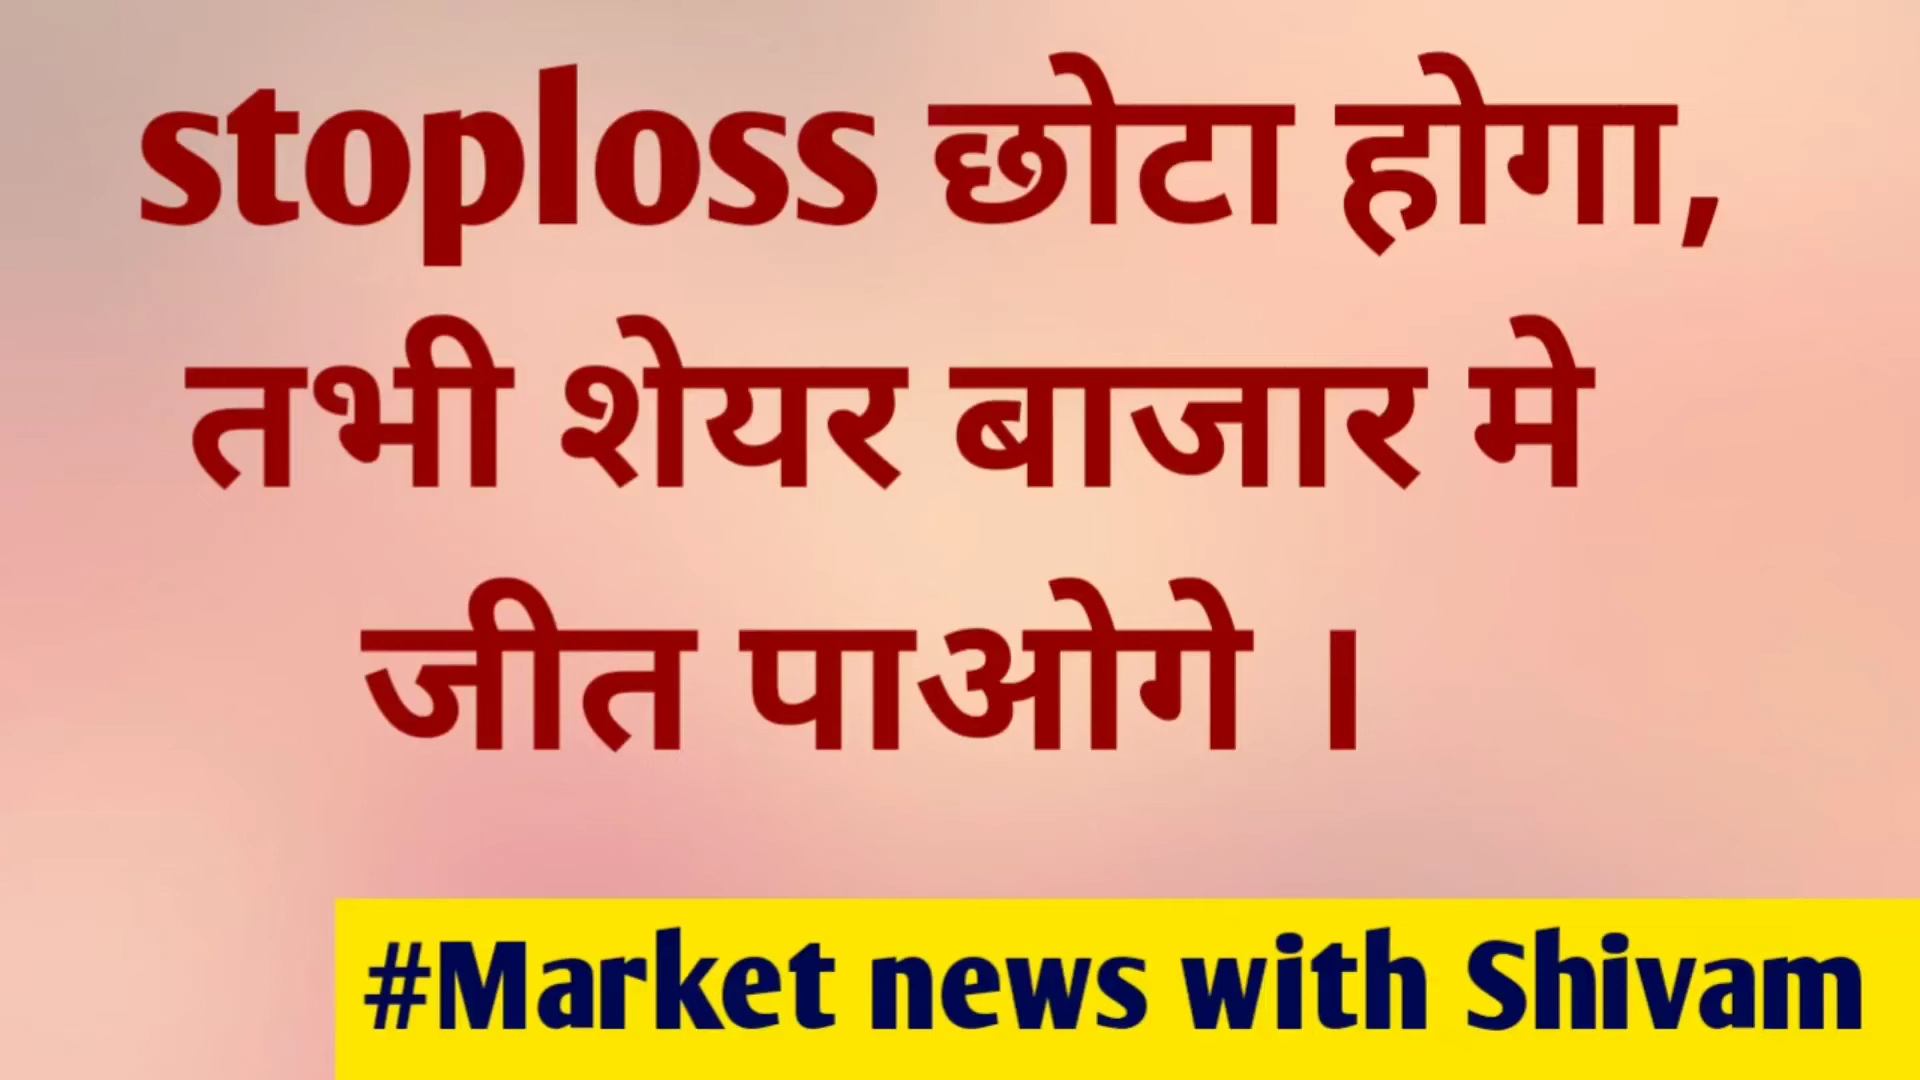 stoploss छोटा होगा,
तभी शेयर बाजार मे
जीत पाओगे ।
#Market news with Shivam